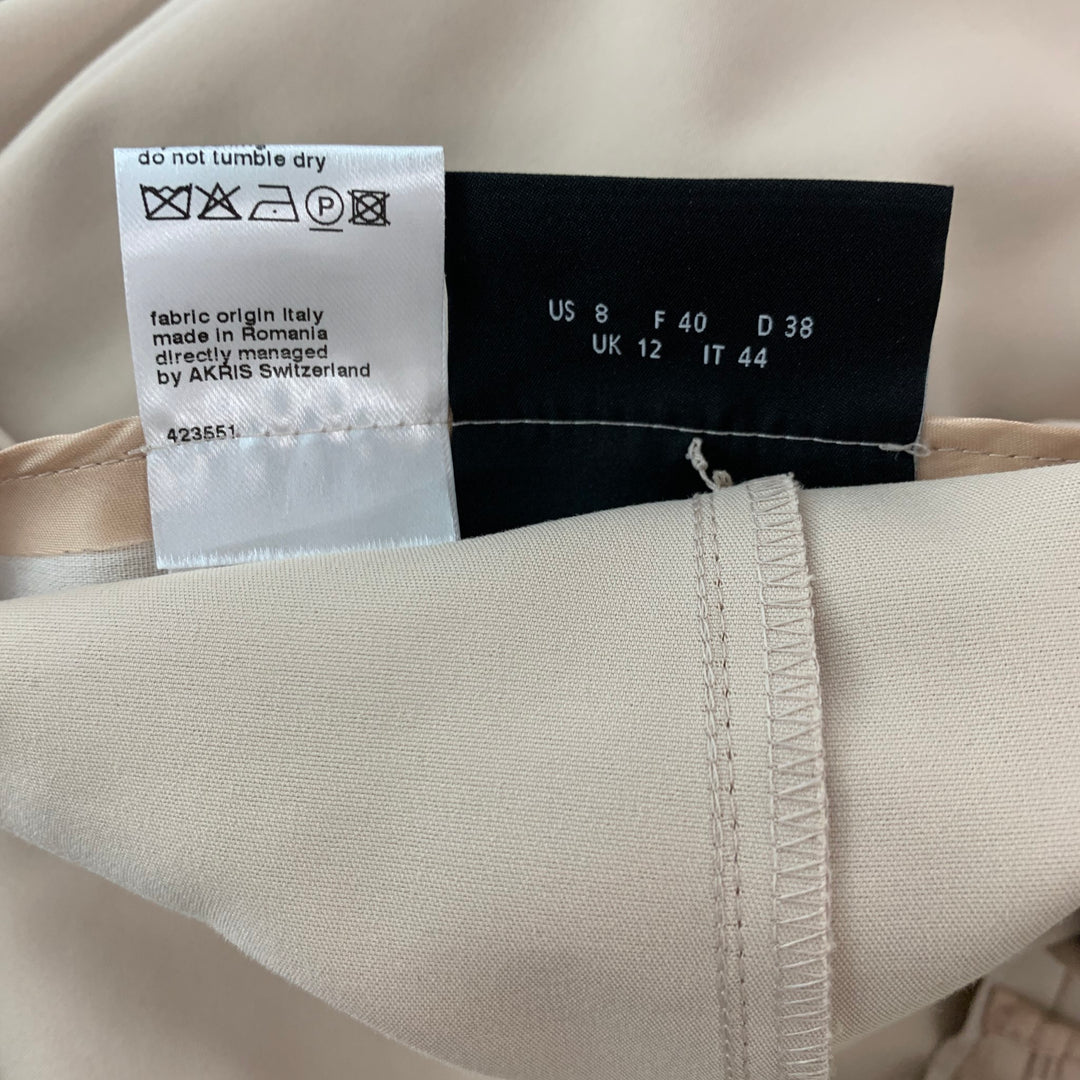 do not tumble dry
P
fabric origin Italy
made in Romania
directly managed
by AKRIS Switzerland
423551
US 8 F 40 D 38
UK 12 IT 44